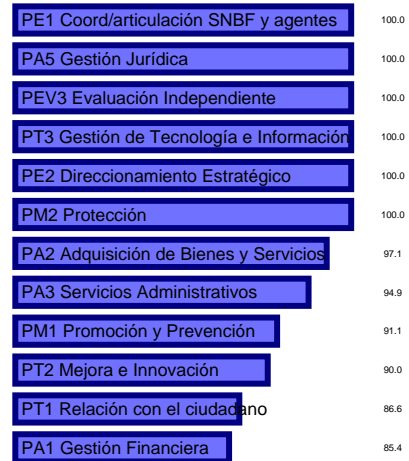 PE1 Coord/articulación SNBF y agentes 100.0
PA5 Gestión Jurídica 100.0
PEV3 Evaluación Independiente 100.0
PT3 Gestión de Tecnología e Información 100.0
PE2 Direccionamiento Estratégico 100.0
PM2 Protección 100.0
PA2 Adquisición de Bienes y Servicios 97.1
PA3 Servicios Administrativos 94.9
PM1 Promoción y Prevención 91.1
PT2 Mejora e Innovación 90.0
PT1 Relación con el ciudadano 86.6
PA1 Gestión Financiera 85.4